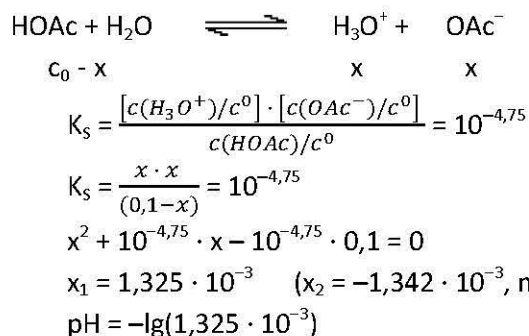 HOAc + H₂O ⇌ H₃O⁺ + OAc⁻
c₀ - x x x
K_S = [c(H₃O⁺)/c⁰] · [c(OAc⁻)/c⁰] / c(HOAc)/c⁰ = 10⁻⁴,⁷⁵
K_S = x · x / (0,1−x) = 10⁻⁴,⁷⁵
x² + 10⁻⁴,⁷⁵ · x − 10⁻⁴,⁷⁵ · 0,1 = 0
x₁ = 1,325 · 10⁻³ (x₂ = −1,342 · 10⁻³, n
pH = −lg(1,325 · 10⁻³)